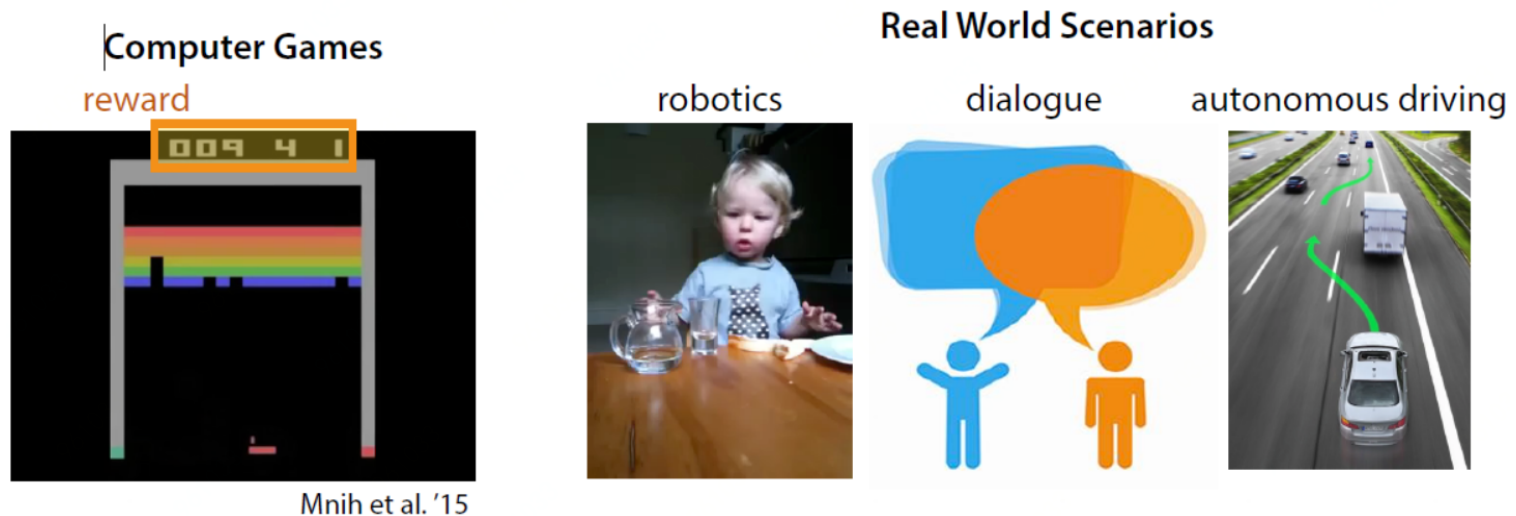 Computer Games
reward
009 4 1
Mnih et al. ’15
Real World Scenarios
robotics
dialogue
autonomous driving